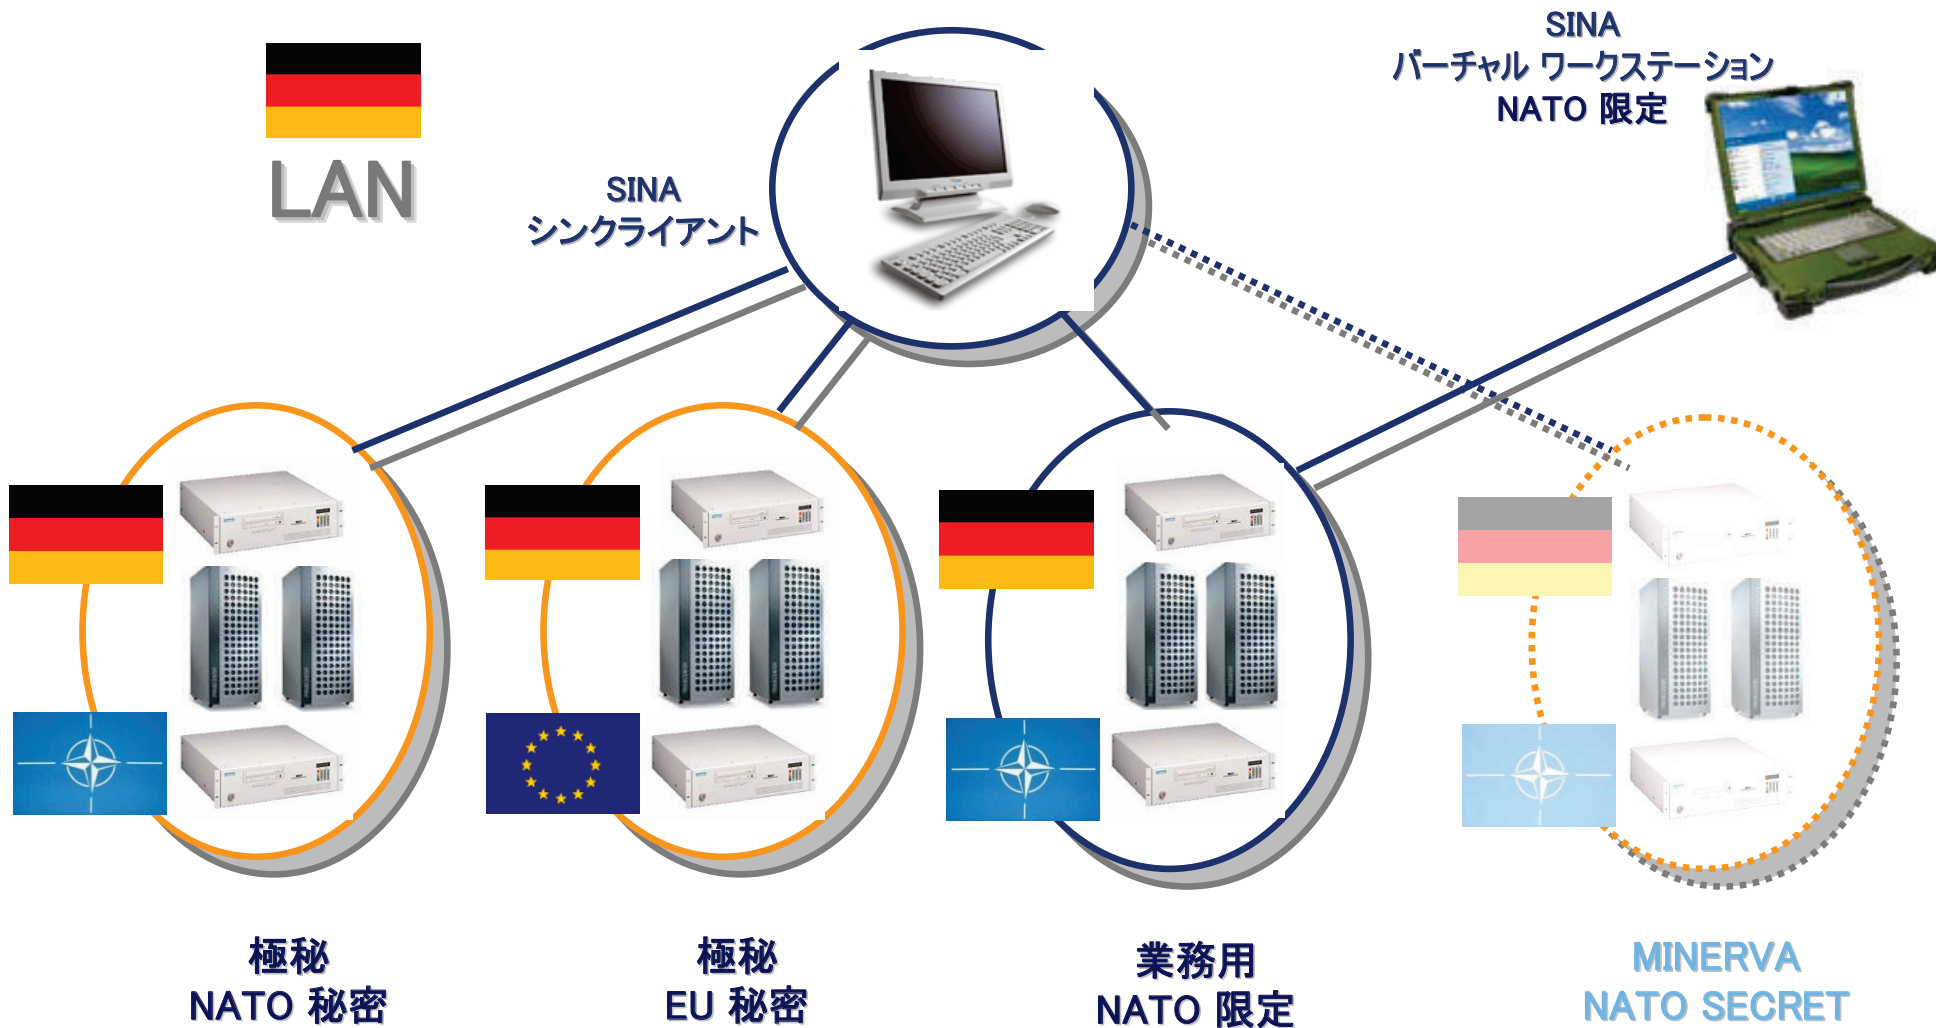 LAN
SINA
シンクライアント
SINA
バーチャル ワークステーション
NATO 限定
極秘
NATO 秘密
極秘
EU 秘密
業務用
NATO 限定
MINERVA
NATO SECRET